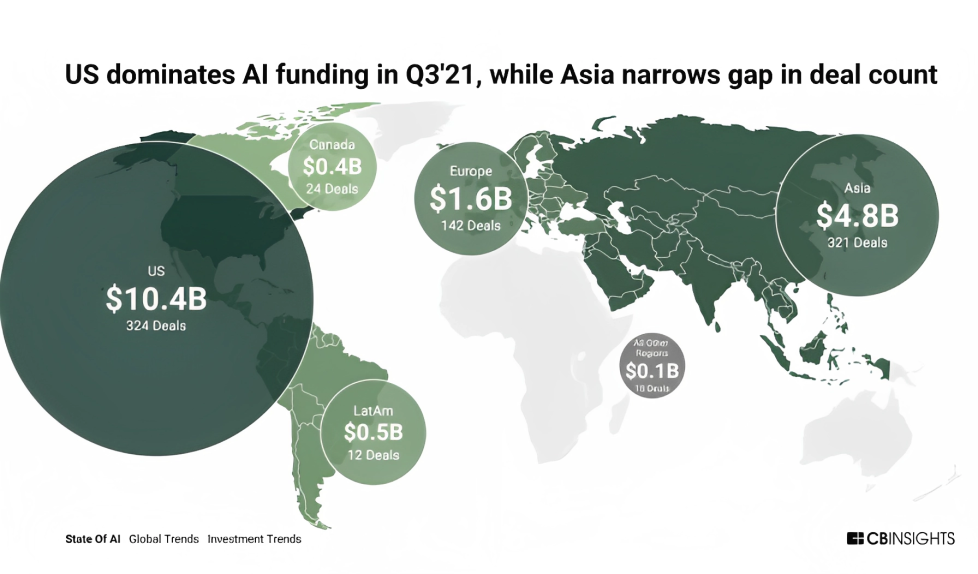 US dominates AI funding in Q3'21, while Asia narrows gap in deal count
Canada
$0.4B
24 Deals
Europe
$1.6B
142 Deals
Asia
$4.8B
321 Deals
US
$10.4B
324 Deals
All Other
Regions
$0.1B
18 Deals
LatAm
$0.5B
12 Deals
State Of AI Global Trends Investment Trends
CBINSIGHTS